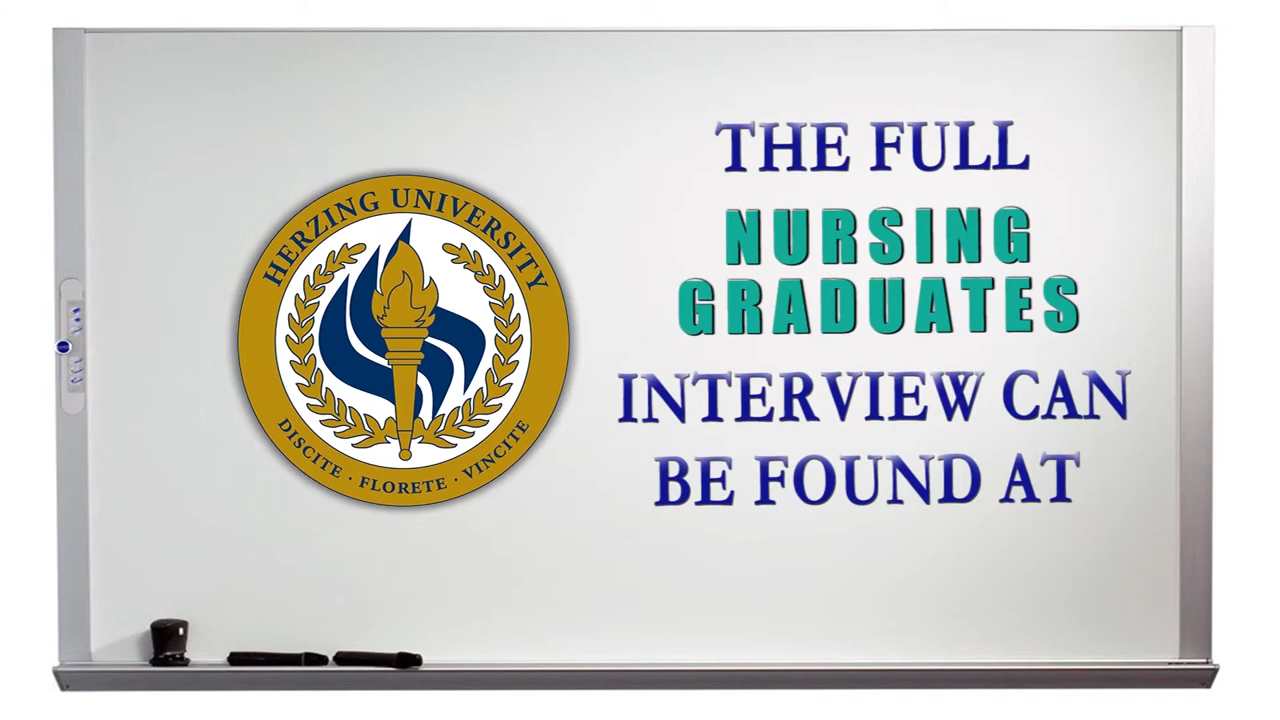 HERZING UNIVERSITY
DISCITE · FLORETE · VINCITE
THE FULL
NURSING
GRADUATES
INTERVIEW CAN
BE FOUND AT